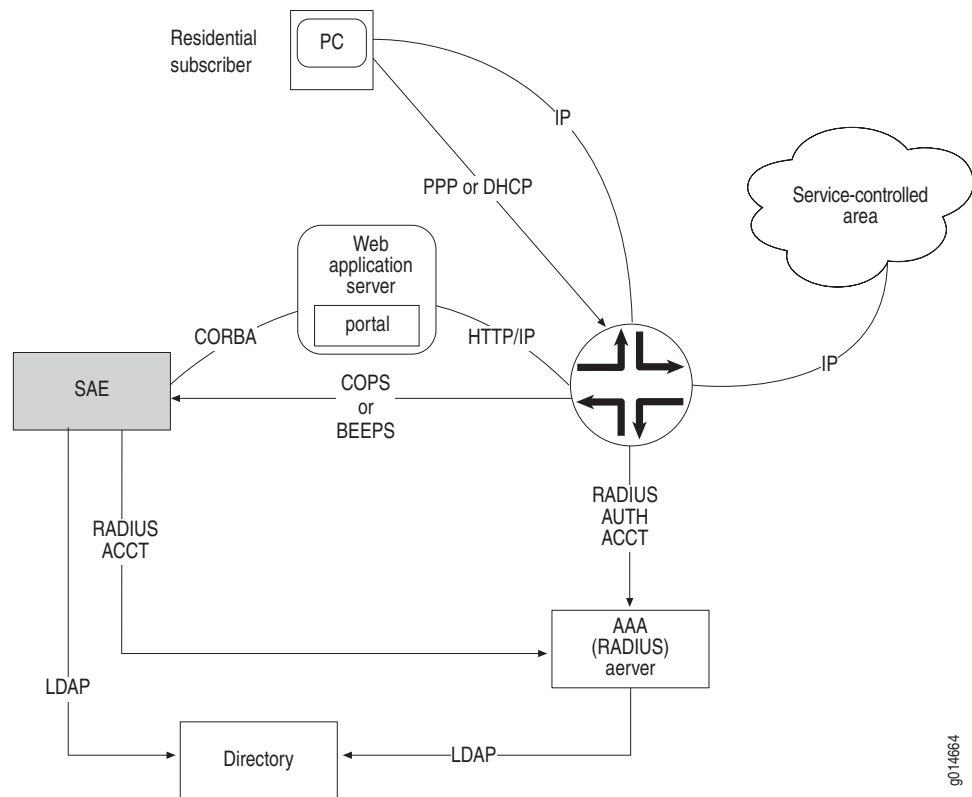 Residential
subscriber
PC
IP
PPP or DHCP
Service-controlled
area
Web
application
server
portal
CORBA
HTTP/IP
IP
SAE
COPS
or
BEEPS
RADIUS
ACCT
RADIUS
AUTH
ACCT
AAA
(RADIUS)
aerver
LDAP
Directory
LDAP
g014664